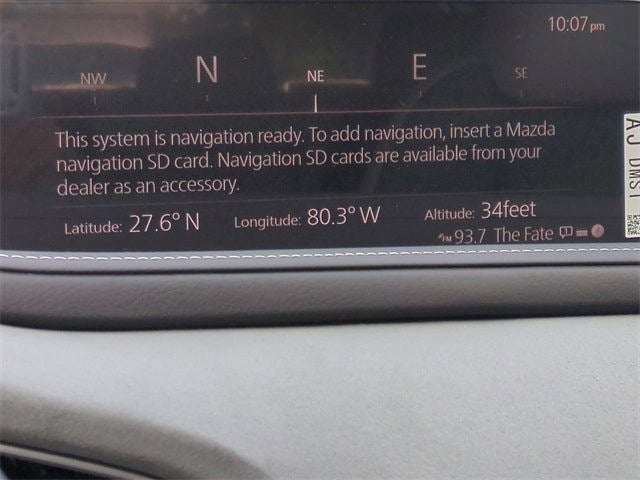 10:07pm
NW N NE E SE
This system is navigation ready. To add navigation, insert a Mazda
navigation SD card. Navigation SD cards are available from your
dealer as an accessory.
Latitude: 27.6° N Longitude: 80.3° W Altitude: 34feet
FM 93.7 The Fate